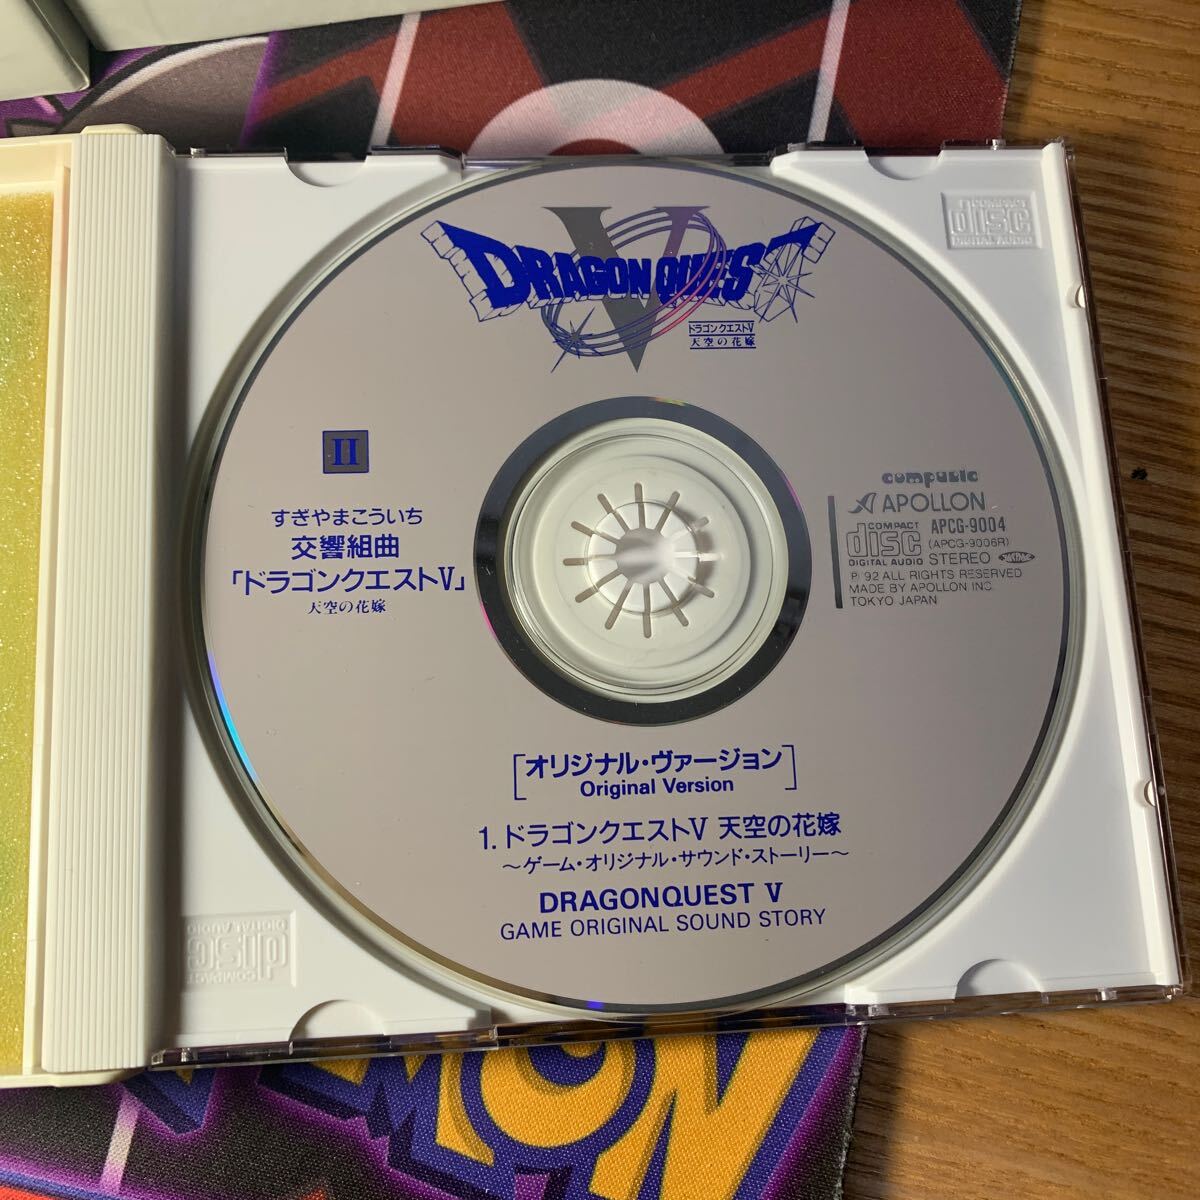 COMPACT
disc
DIGITAL AUDIO
V
DRAGON QUEST
ドラゴンクエストV
天空の花嫁
II
すぎやまこういち
交響組曲
「ドラゴンクエストV」
天空の花嫁
compusic
APOLLON
COMPACT
disc
DIGITAL AUDIO
APCG-9004
(APCG-9006R)
STEREO
P. 92 ALL RIGHTS RESERVED
MADE BY APOLLON INC.
TOKYO JAPAN
[オリジナル・ヴァージョン
Original Version]
1.ドラゴンクエストV 天空の花嫁
〜ゲーム・オリジナル・サウンド・ストーリー〜
DRAGONQUEST V
GAME ORIGINAL SOUND STORY
COMPACT
disc
DIGITAL AUDIO